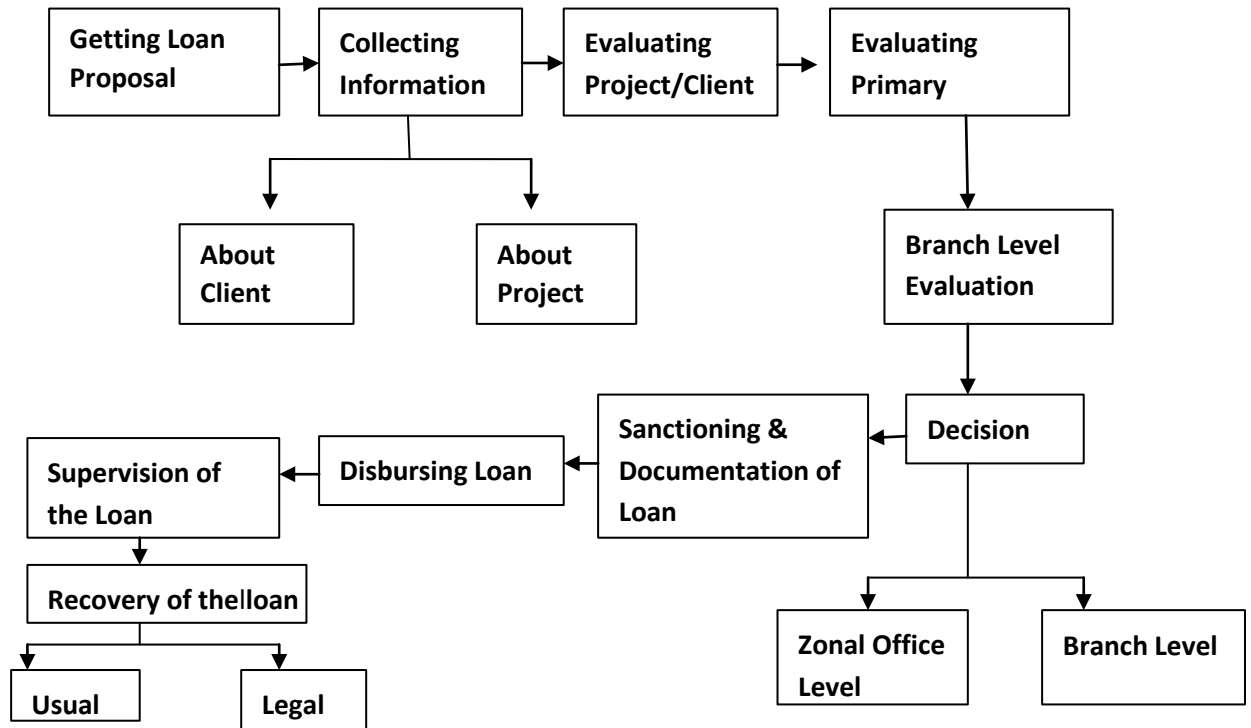 Getting Loan
Proposal
Collecting
Information
Evaluating
Project/Client
Evaluating
Primary
About
Client
About
Project
Branch Level
Evaluation
Decision
Sanctioning &
Documentation of
Loan
Disbursing Loan
Supervision of
the Loan
Recovery of thelloan
Zonal Office
Level
Branch Level
Usual
Legal